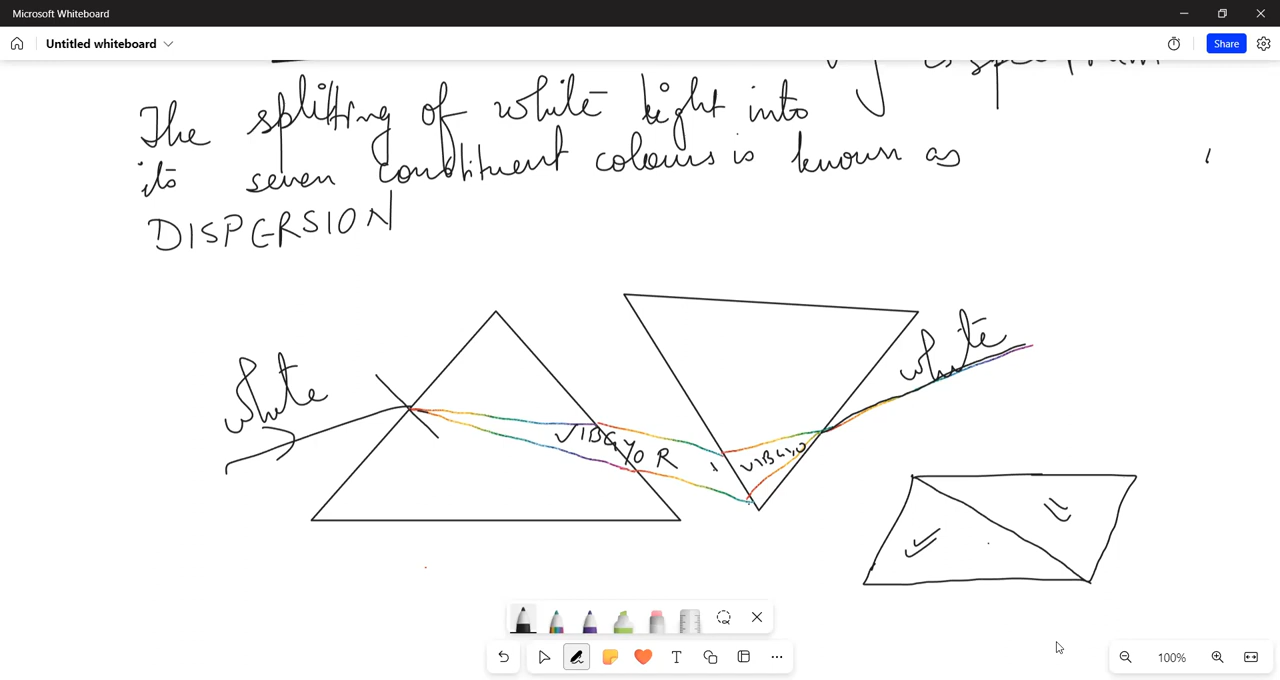 Microsoft Whiteboard
Untitled whiteboard
Share
The splitting of white light into
its seven constituent colours is known as
DISPERSION
white
white
VIBGYOR
VIBGYO
100%